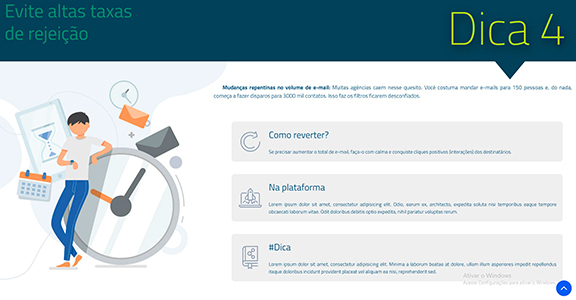 Evite altas taxas
de rejeição
Dica 4
Mudanças repentinas no volume de e-mail: Muitas agências caem nesse quesito. Você costuma mandar e-mails para 150 pessoas e, do nada,
começa a fazer disparos para 3000 mil contatos. Isso faz os filtros ficarem desconfiados.
Como reverter?
Se precisar aumentar o total de e-mail, faça-o com calma e conquiste cliques positivos (interações) dos destinatários.
Na plataforma
Lorem ipsum dolor sit amet, consectetur adipisicing elit. Odio, earum ex, architecto, expedita soluta nisi temporibus eaque tempore
obcaecati laborum vitae. Odit doloribus debitis optio expedita, nihil pariatur voluptas rerum.
#Dica
Lorem ipsum dolor sit amet, consectetur adipisicing elit. Minima a laborum beatae at dolore, ullam illum asperiores impedit repellendus
itaque doloribus incidunt provident placeat vel aliquam ea nisi, reprehenderit sed.
Ativar o Windows
Acesse Configurações para ativar o Windows.